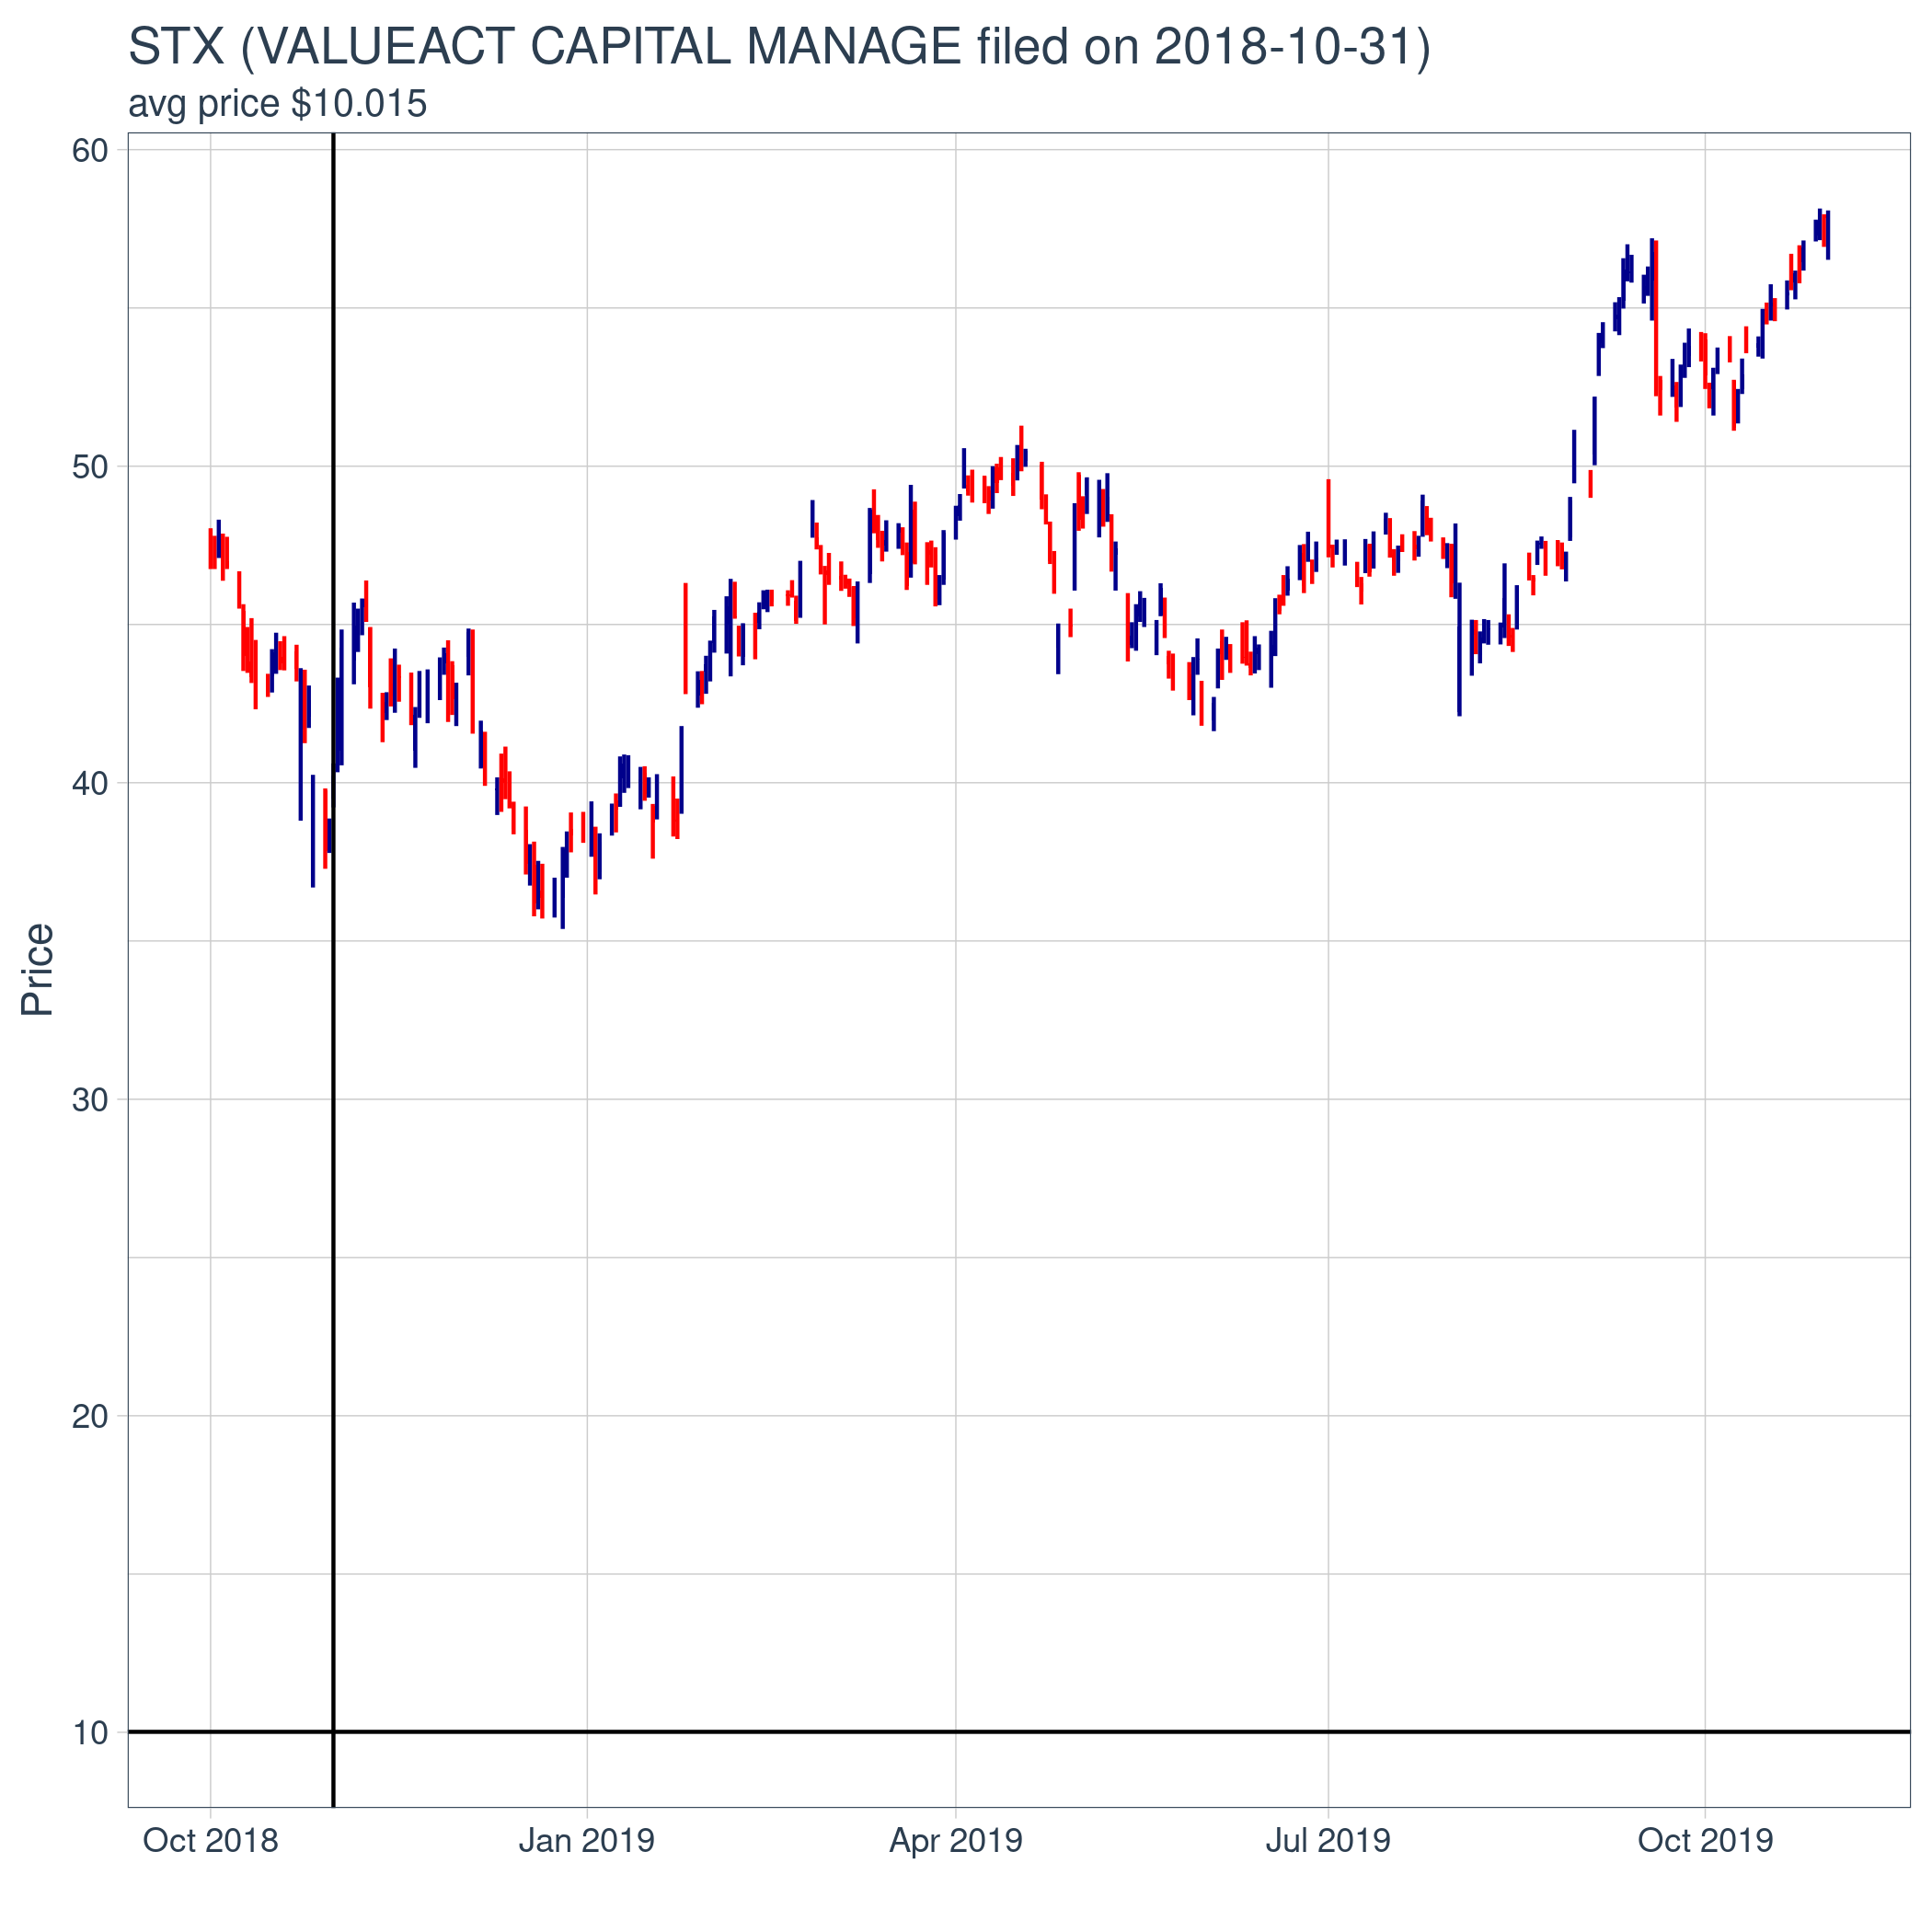 STX (VALUEACT CAPITAL MANAGE filed on 2018-10-31)
avg price $10.015
60
50
40
30
20
10
Price
Oct 2018 Jan 2019 Apr 2019 Jul 2019 Oct 2019